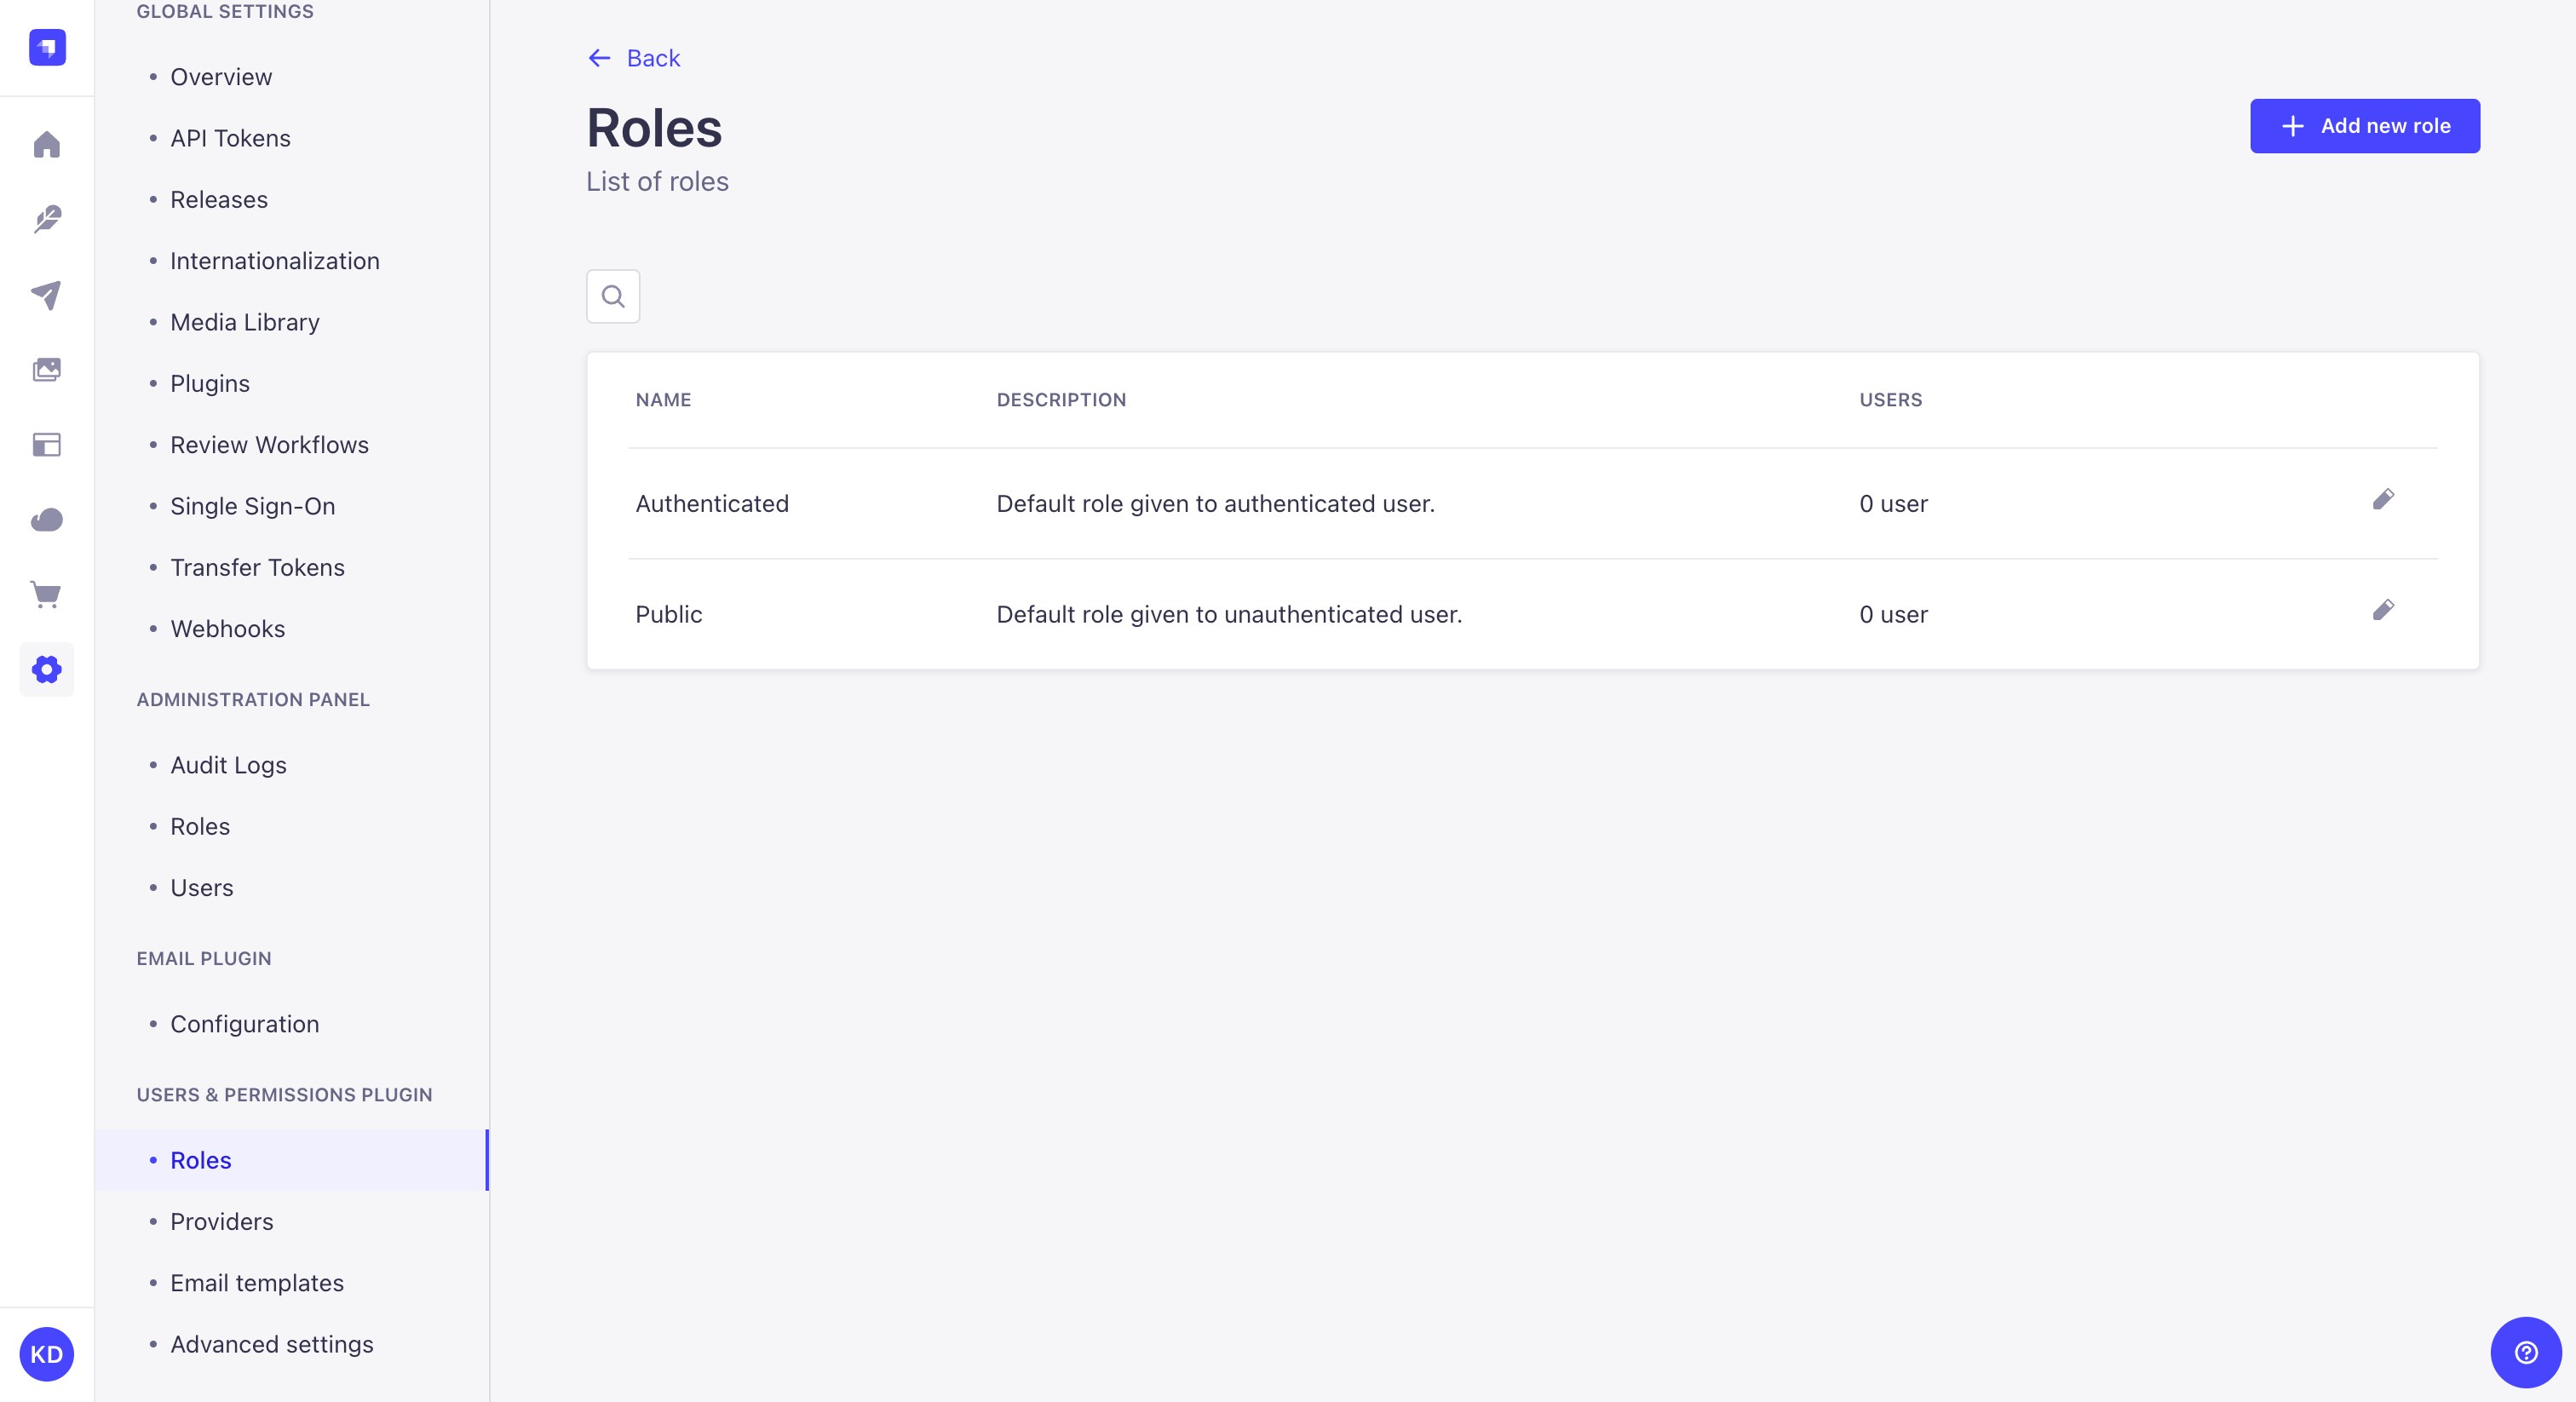 GLOBAL SETTINGS
Overview
API Tokens
Releases
Internationalization
Media Library
Plugins
Review Workflows
Single Sign-On
Transfer Tokens
Webhooks
ADMINISTRATION PANEL
Audit Logs
Roles
Users
EMAIL PLUGIN
Configuration
USERS & PERMISSIONS PLUGIN
Roles
Providers
Email templates
Advanced settings
KD
Back
Roles
Add new role
List of roles
NAME DESCRIPTION USERS
Authenticated Default role given to authenticated user. 0 user
Public Default role given to unauthenticated user. 0 user